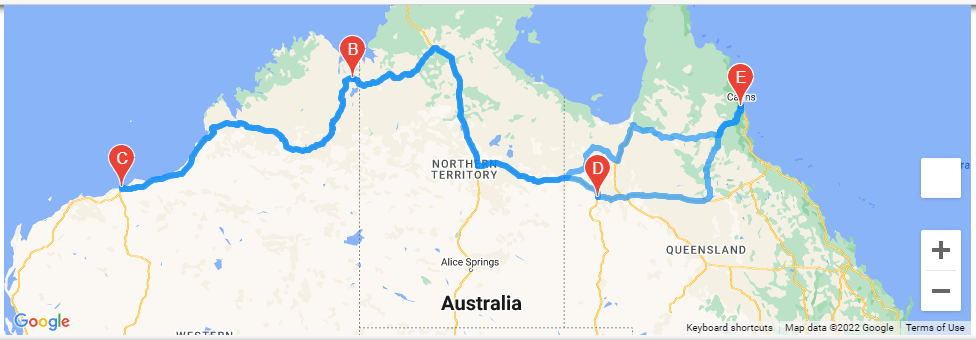 B
E
Cairns
C
NORTHERN
TERRITORY
D
QUEENSLAND
Alice Springs
Australia
Google
WESTERN
Keyboard shortcuts
Map data ©2022 Google
Terms of Use